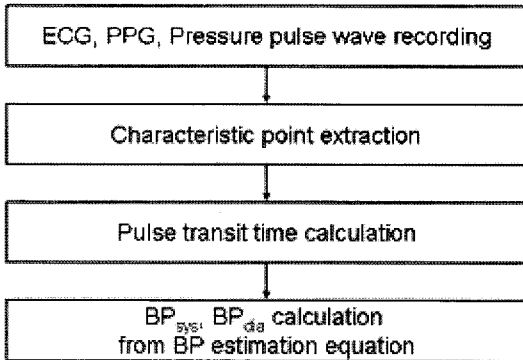 ECG, PPG, Pressure pulse wave recording
Characteristic point extraction
Pulse transit time calculation
BPsys, BPdia calculation
from BP estimation equation